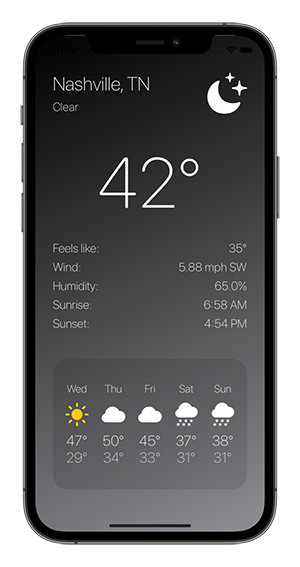 11:12
Nashville, TN
Clear
42°
Feels like: 35°
Wind: 5.88 mph SW
Humidity: 65.0%
Sunrise: 6:58 AM
Sunset: 4:54 PM
Wed Thu Fri Sat Sun
47° 50° 45° 37° 38°
29° 34° 33° 31° 31°